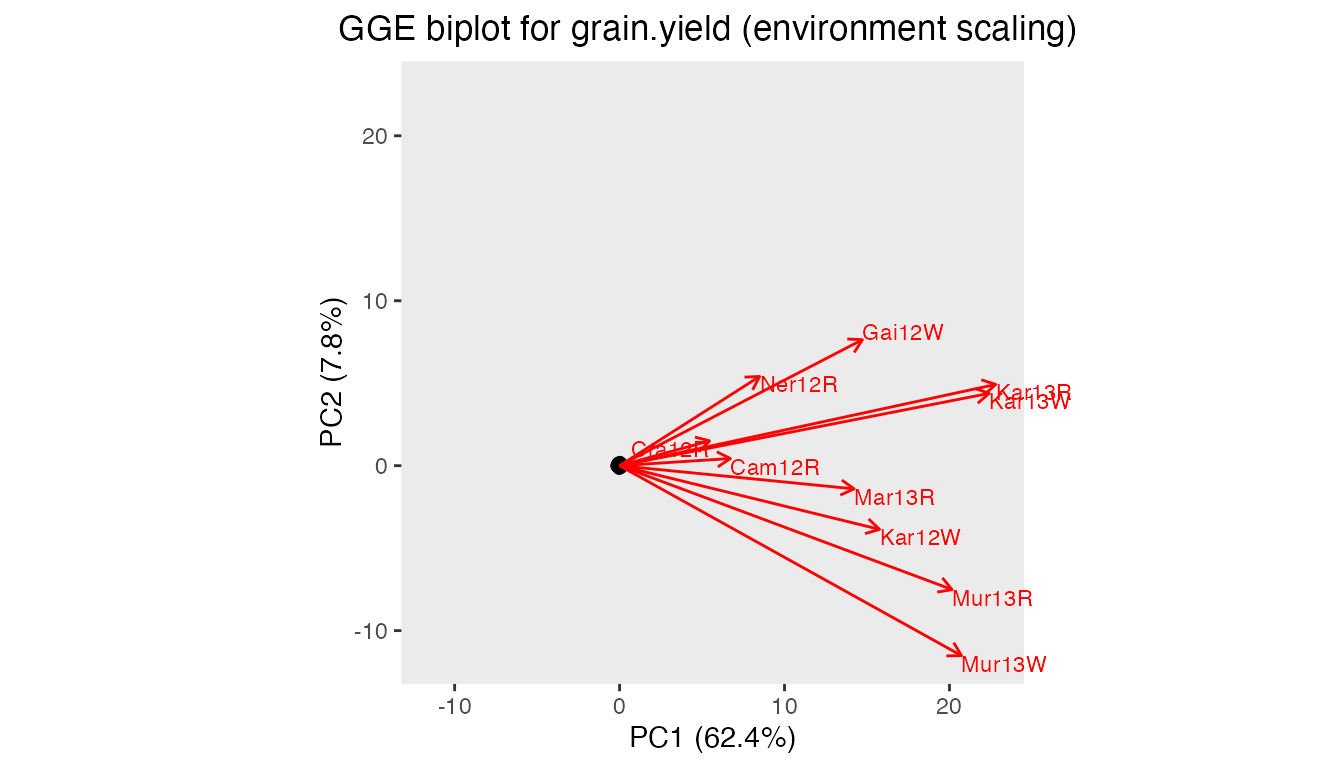 GGE biplot for grain.yield (environment scaling)
20
10
0
-10
PC2 (7.8%)
Gai12W
Ner12R
Kar13R
Kar13W
Cra12R
Cam12R
Mar13R
Kar12W
Mur13R
Mur13W
-10
0
10
20
PC1 (62.4%)